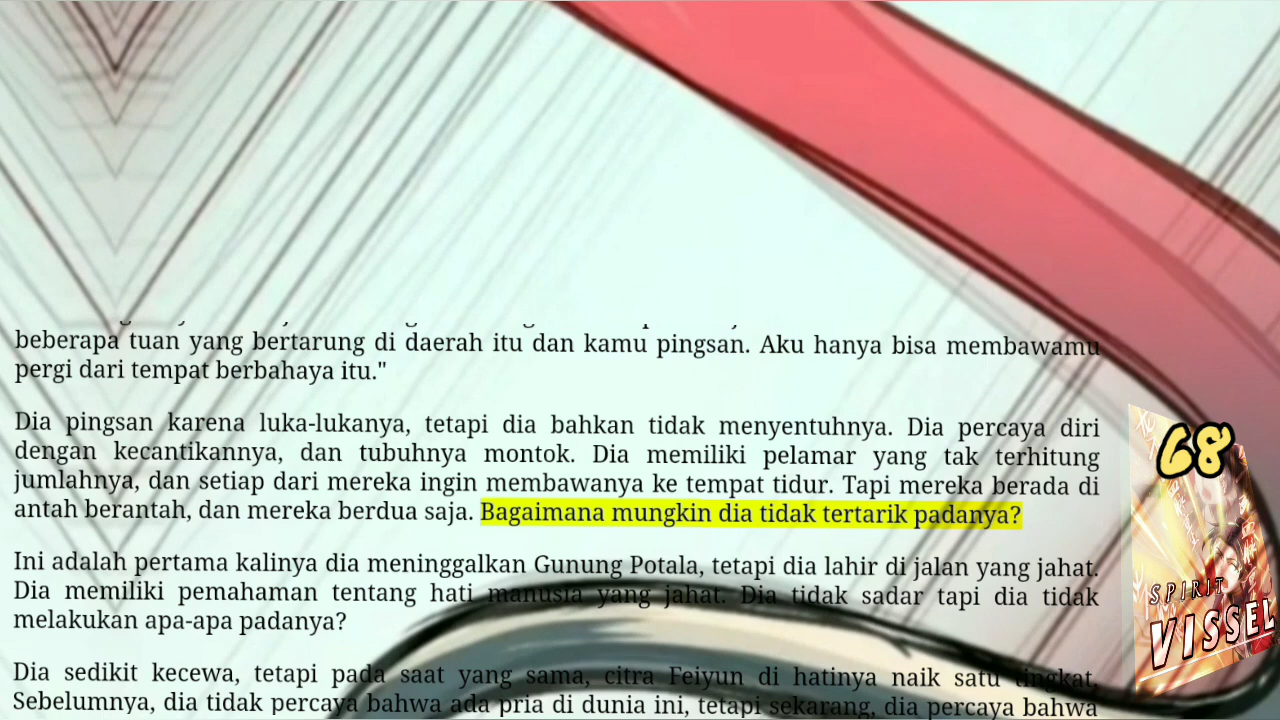 beberapa tuan yang bertarung di daerah itu dan kamu pingsan. Aku hanya bisa membawamu
pergi dari tempat berbahaya itu."
Dia pingsan karena luka-lukanya, tetapi dia bahkan tidak menyentuhnya. Dia percaya diri
dengan kecantikannya, dan tubuhnya montok. Dia memiliki pelamar yang tak terhitung
jumlahnya, dan setiap dari mereka ingin membawanya ke tempat tidur. Tapi mereka berada di
antah berantah, dan mereka berdua saja. Bagaimana mungkin dia tidak tertarik padanya?
Ini adalah pertama kalinya dia meninggalkan Gunung Potala, tetapi dia lahir di jalan yang jahat.
Dia memiliki pemahaman tentang hati manusia yang jahat. Dia tidak sadar tapi dia tidak
melakukan apa-apa padanya?
Dia sedikit kecewa, tetapi pada saat yang sama, citra Feiyun di hatinya naik satu tingkat.
Sebelumnya, dia tidak percaya bahwa ada pria di dunia ini, tetapi sekarang, dia percaya bahwa
68
SPIRIT
VISSEL